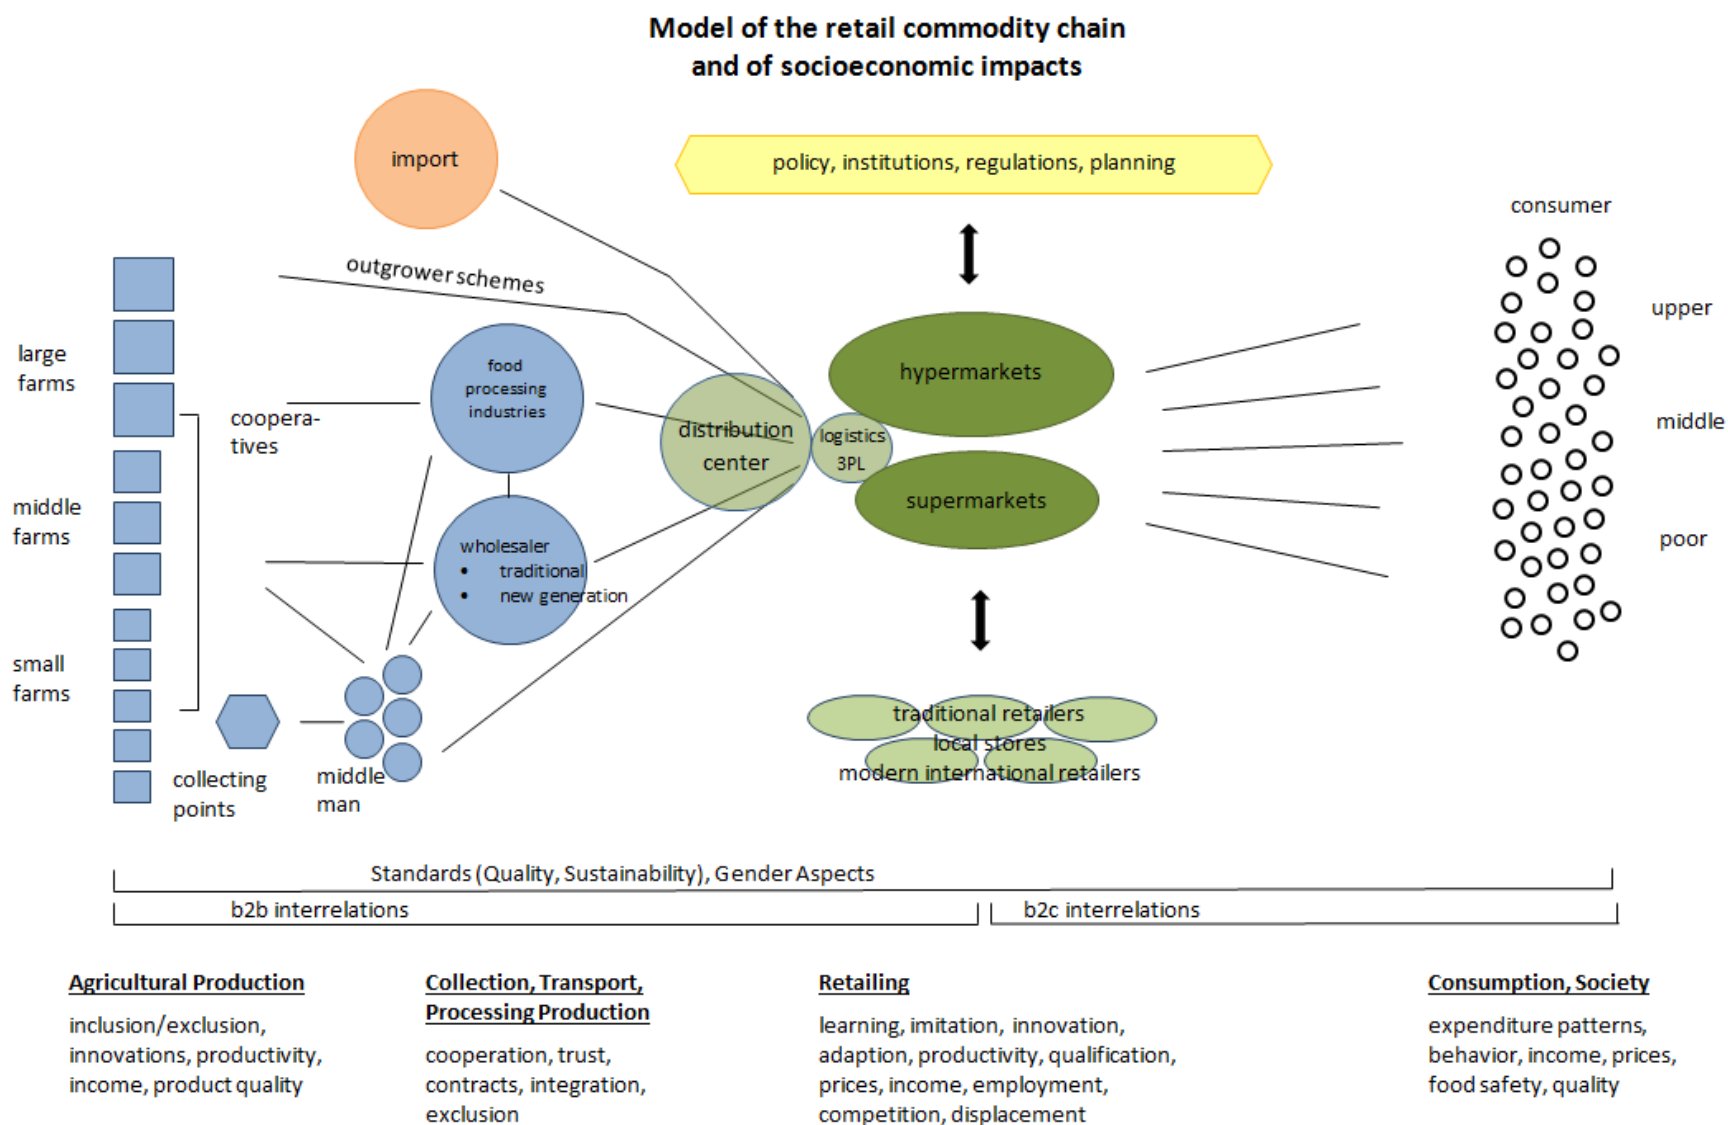 Model of the retail commodity chain
and of socioeconomic impacts
import
policy, institutions, regulations, planning
consumer
outgrower schemes
upper
large
farms
food
processing
industries
hypermarkets
coopera-
tives
distribution
center
logistics
3PL
middle
middle
farms
supermarkets
wholesaler
• traditional
• new generation
poor
small
farms
traditional retailers
local stores
modern international retailers
collecting
points
middle
man
Standards (Quality, Sustainability), Gender Aspects
b2b interrelations
b2c interrelations
Agricultural Production
inclusion/exclusion,
innovations, productivity,
income, product quality
Collection, Transport,
Processing Production
cooperation, trust,
contracts, integration,
exclusion
Retailing
learning, imitation, innovation,
adaption, productivity, qualification,
prices, income, employment,
competition, displacement
Consumption, Society
expenditure patterns,
behavior, income, prices,
food safety, quality